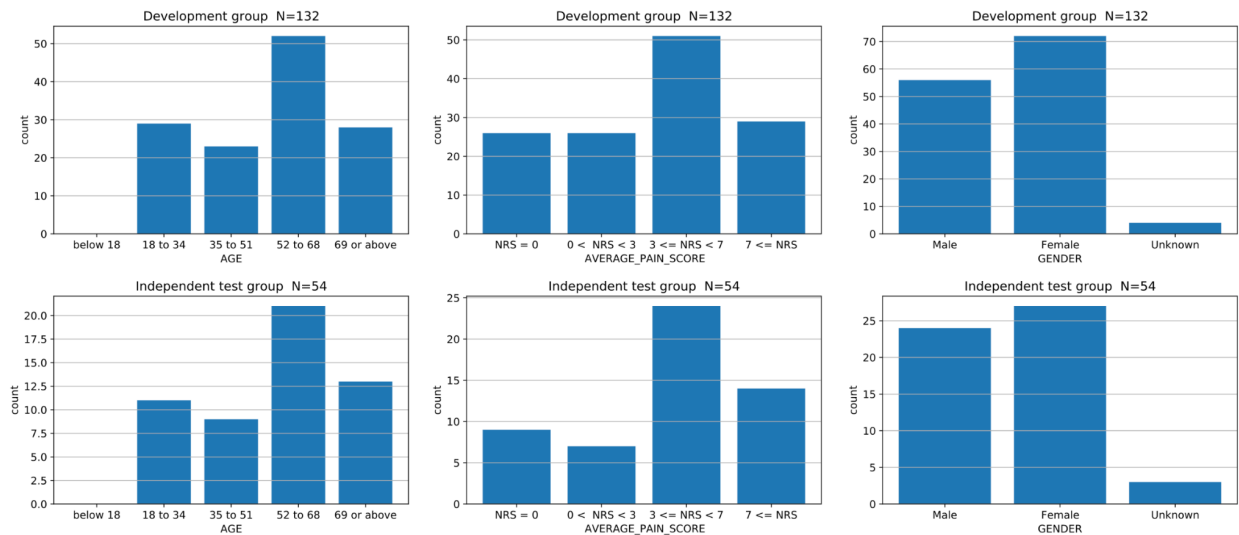 Development group  N=132
50
40
30
20
10
0
count
below 18
18 to 34
35 to 51
52 to 68
69 or above
AGE
Development group  N=132
50
40
30
20
10
0
count
NRS = 0
0 <  NRS < 3
3 <= NRS < 7
7 <= NRS
AVERAGE_PAIN_SCORE
Development group  N=132
70
60
50
40
30
20
10
0
count
Male
Female
Unknown
GENDER
Independent test group  N=54
20.0
17.5
15.0
12.5
10.0
7.5
5.0
2.5
0.0
count
below 18
18 to 34
35 to 51
52 to 68
69 or above
AGE
Independent test group  N=54
25
20
15
10
5
0
count
NRS = 0
0 <  NRS < 3
3 <= NRS < 7
7 <= NRS
AVERAGE_PAIN_SCORE
Independent test group  N=54
25
20
15
10
5
0
count
Male
Female
Unknown
GENDER